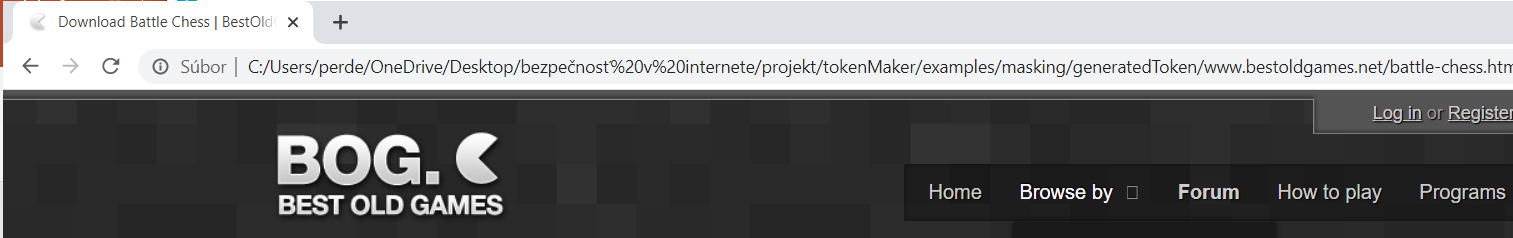 Download Battle Chess | BestOld
Súbor | C:/Users/perde/OneDrive/Desktop/bezpečnost%20v%20internete/projekt/tokenMaker/examples/masking/generatedToken/www.bestoldgames.net/battle-chess.htm
Log in or Register
BOG.
BEST OLD GAMES
Home Browse by Forum How to play Programs